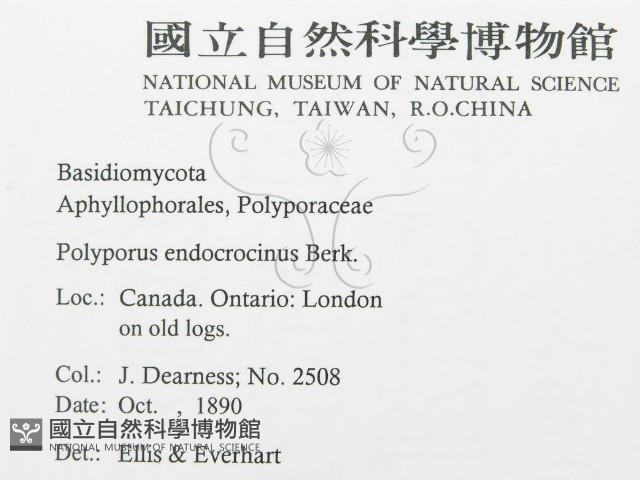 國立自然科學博物館
NATIONAL MUSEUM OF NATURAL SCIENCE
TAICHUNG, TAIWAN, R.O.CHINA
Basidiomycota
Aphyllophorales, Polyporaceae
Polyporus endocrocinus Berk.
Loc.: Canada. Ontario: London
on old logs.
Col.: J. Dearness; No. 2508
Date: Oct. , 1890
國立自然科學博物館
NATIONAL MUSEUM OF NATURAL SCIENCE
Det.: Ellis & Everhart